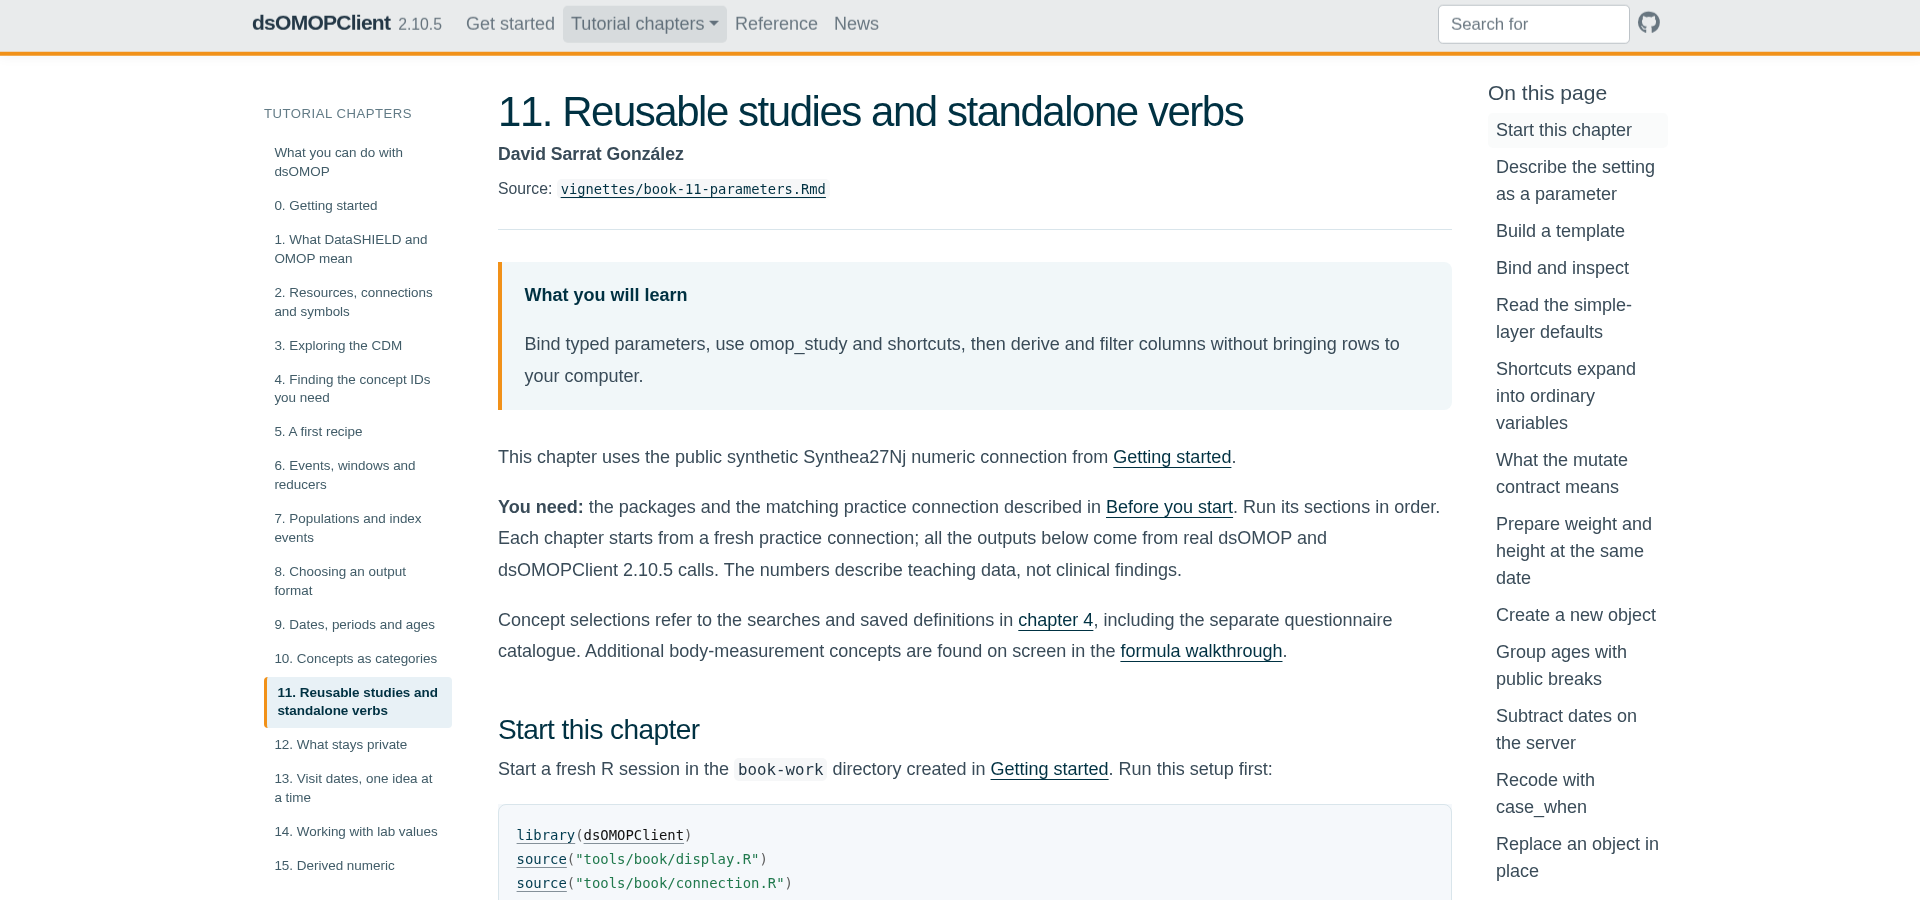 dsOMOPClient 2.10.5 Get started Tutorial chapters Reference News Search for
TUTORIAL CHAPTERS
What you can do with
dsOMOP
0. Getting started
1. What DataSHIELD and
OMOP mean
2. Resources, connections
and symbols
3. Exploring the CDM
4. Finding the concept IDs
you need
5. A first recipe
6. Events, windows and
reducers
7. Populations and index
events
8. Choosing an output
format
9. Dates, periods and ages
10. Concepts as categories
11. Reusable studies and
standalone verbs
12. What stays private
13. Visit dates, one idea at
a time
14. Working with lab values
15. Derived numeric
11. Reusable studies and standalone verbs
David Sarrat González
Source: vignettes/book-11-parameters.Rmd
What you will learn
Bind typed parameters, use omop_study and shortcuts, then derive and filter columns without bringing rows to
your computer.
This chapter uses the public synthetic Synthea27Nj numeric connection from Getting started.
You need: the packages and the matching practice connection described in Before you start. Run its sections in order.
Each chapter starts from a fresh practice connection; all the outputs below come from real dsOMOP and
dsOMOPClient 2.10.5 calls. The numbers describe teaching data, not clinical findings.
Concept selections refer to the searches and saved definitions in chapter 4, including the separate questionnaire
catalogue. Additional body-measurement concepts are found on screen in the formula walkthrough.
Start this chapter
Start a fresh R session in the book-work directory created in Getting started. Run this setup first:
library(dsOMOPClient)
source("tools/book/display.R")
source("tools/book/connection.R")
On this page
Start this chapter
Describe the setting
as a parameter
Build a template
Bind and inspect
Read the simple-
layer defaults
Shortcuts expand
into ordinary
variables
What the mutate
contract means
Prepare weight and
height at the same
date
Create a new object
Group ages with
public breaks
Subtract dates on
the server
Recode with
case_when
Replace an object in
place